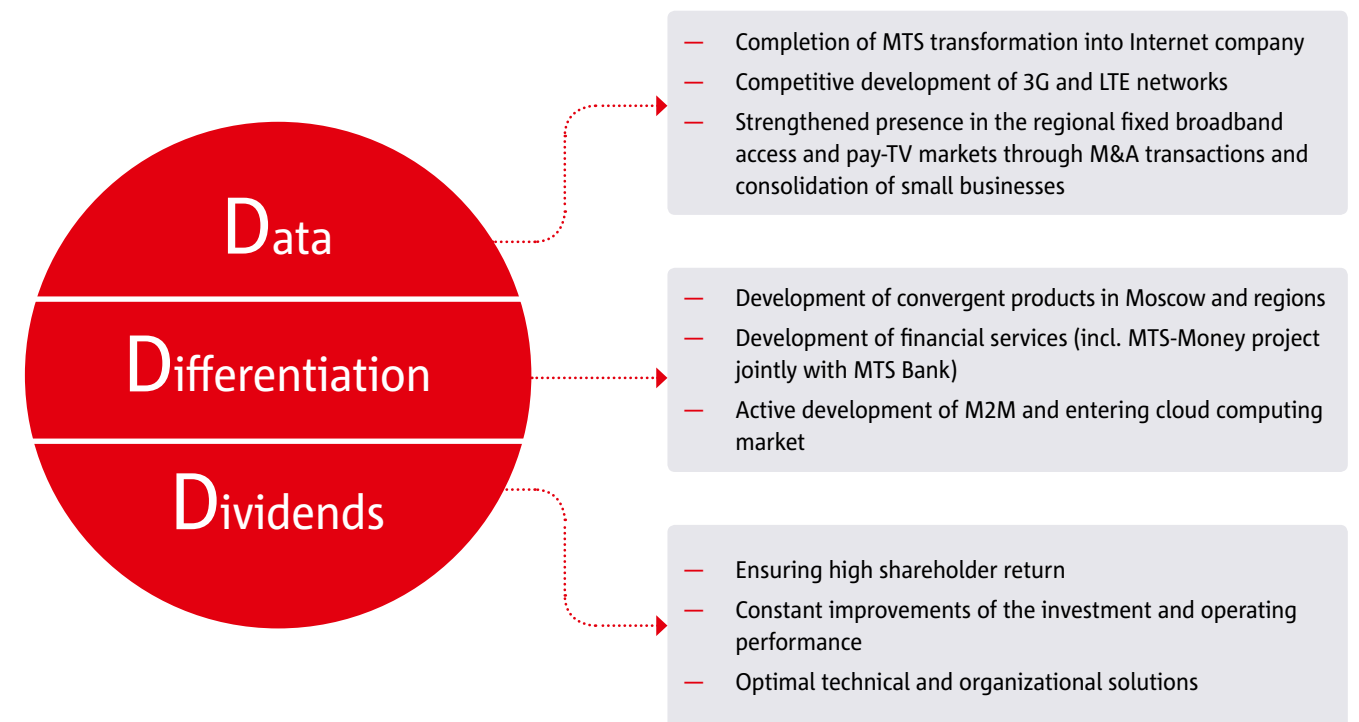 Data
— Completion of MTS transformation into Internet company
— Competitive development of 3G and LTE networks
— Strengthened presence in the regional fixed broadband
access and pay-TV markets through M&A transactions and
consolidation of small businesses
Differentiation
— Development of convergent products in Moscow and regions
— Development of financial services (incl. MTS-Money project
jointly with MTS Bank)
— Active development of M2M and entering cloud computing
market
Dividends
— Ensuring high shareholder return
— Constant improvements of the investment and operating
performance
— Optimal technical and organizational solutions